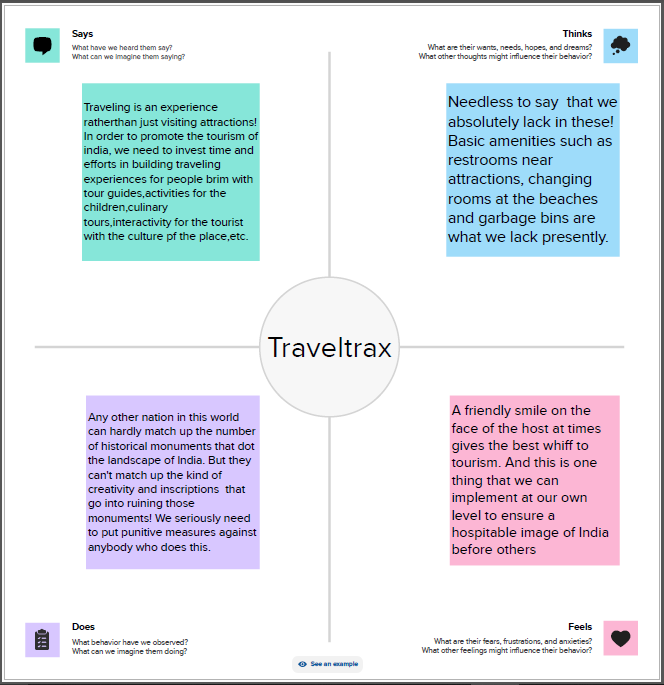 Says
What have we heard them say?
What can we imagine them saying?
Thinks
What are their wants, needs, hopes, and dreams?
What other thoughts might influence their behavior?
Traveling is an experience
ratherthan just visiting attractions!
In order to promote the tourism of
india, we need to invest time and
efforts in building traveling
experiences for people brim with
tour guides,activities for the
children,culinary
tours,interactivity for the tourist
with the culture pf the place,etc.
Needless to say  that we
absolutely lack in these!
Basic amenities such as
restrooms near
attractions, changing
rooms at the beaches
and garbage bins are
what we lack presently.
Traveltrax
Any other nation in this world
can hardly match up the number
of historical monuments that dot
the landscape of India. But they
can't match up the kind of
creativity and inscriptions  that
go into ruining those
monuments! We seriously need
to put punitive measures against
anybody who does this.
A friendly smile on the
face of the host at times
gives the best whiff to
tourism. And this is one
thing that we can
implement at our own
level to ensure a
hospitable image of India
before others
Does
What behavior have we observed?
What can we imagine them doing?
Feels
What are their fears, frustrations, and anxieties?
What other feelings might influence their behavior?
See an example